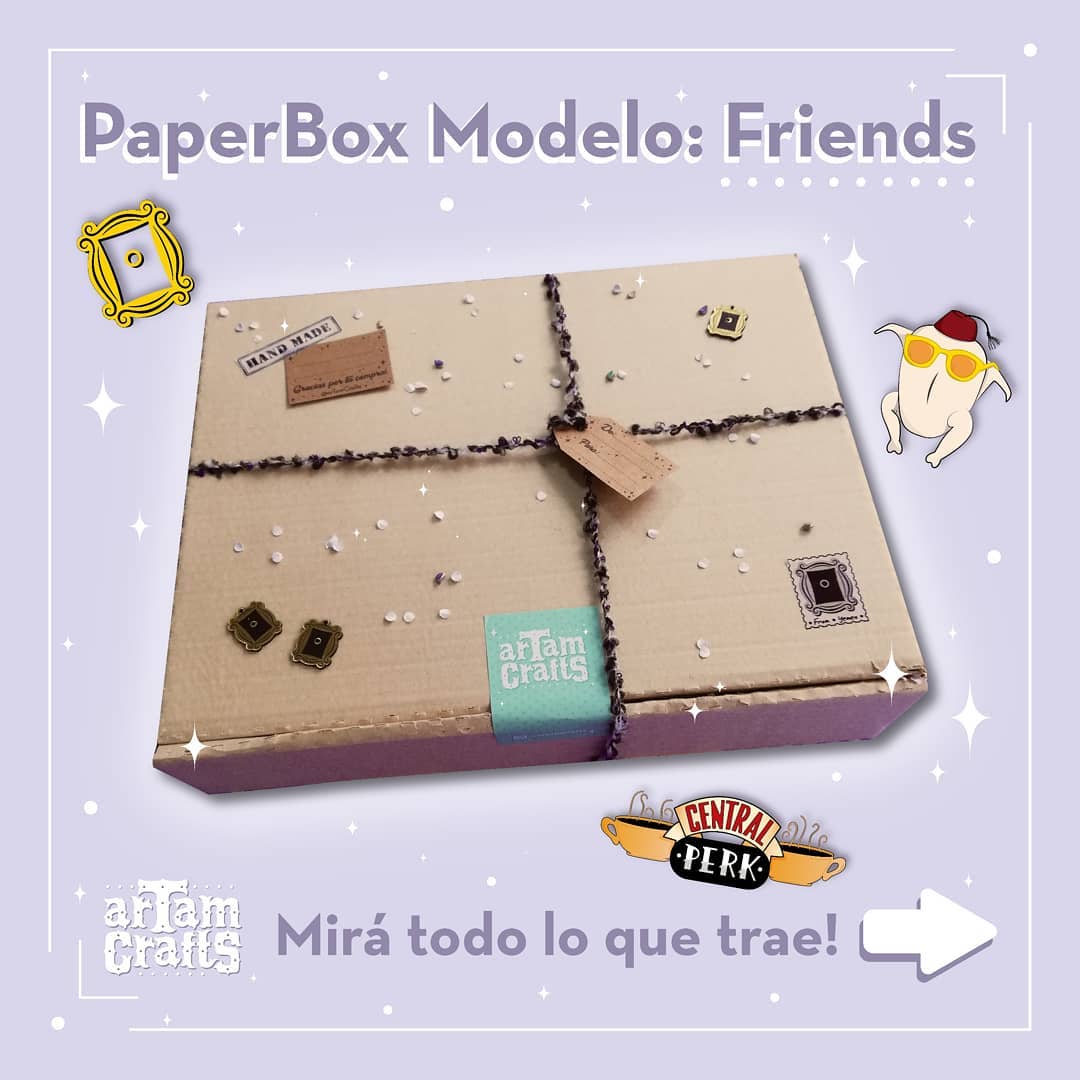 PaperBox Modelo: Friends
HAND MADE
Gracias por tu compra!
@arTamCrafts
De:
Para:
arTam
Crafts
CENTRAL
PERK
arTam
Crafts
Mirá todo lo que trae!